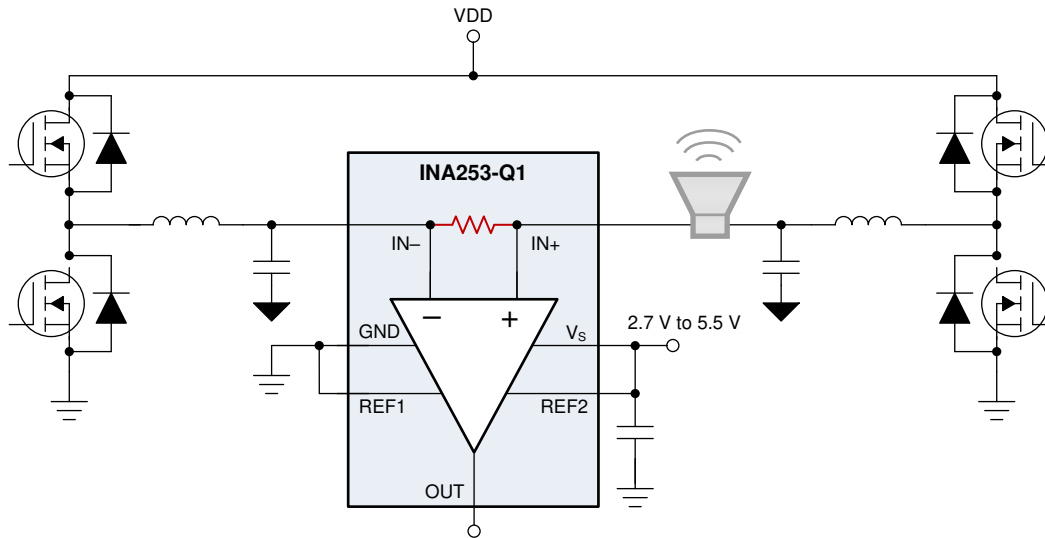 VDD
INA253-Q1
IN–
IN+
–
+
GND
VS
2.7 V to 5.5 V
REF1
REF2
OUT